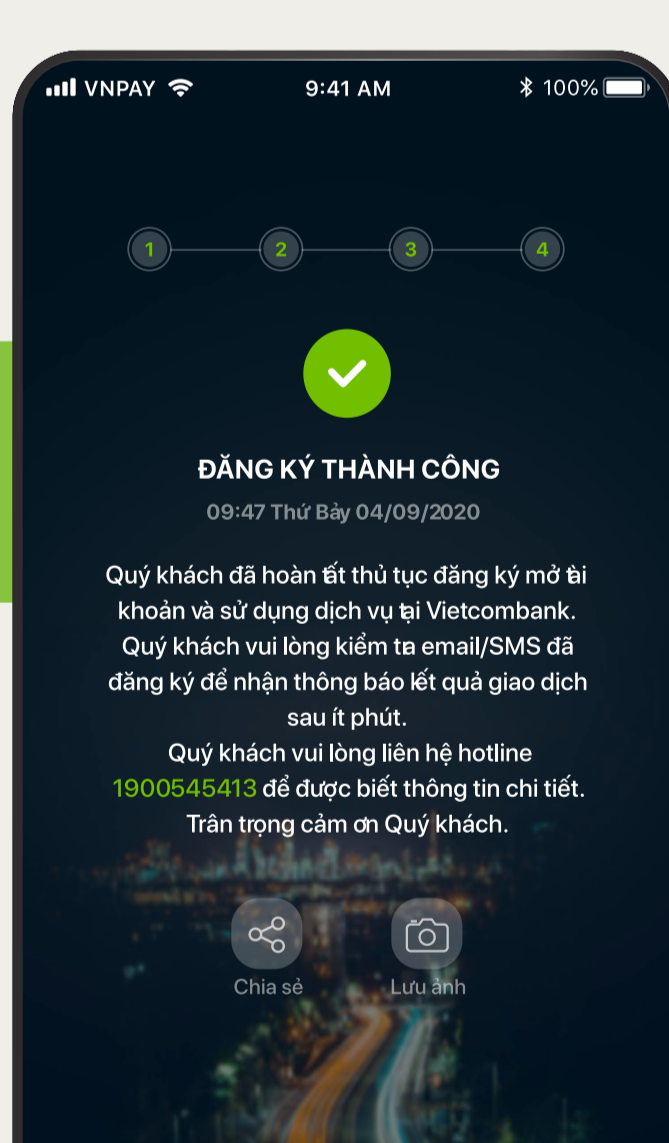 VNPAY 9:41 AM 100%
1 2 3 4
ĐĂNG KÝ THÀNH CÔNG
09:47 Thứ Bảy 04/09/2020
Quý khách đã hoàn tất thủ tục đăng ký mở tài
khoản và sử dụng dịch vụ tại Vietcombank.
Quý khách vui lòng kiểm tra email/SMS đã
đăng ký để nhận thông báo kết quả giao dịch
sau ít phút.
Quý khách vui lòng liên hệ hotline
1900545413 để được biết thông tin chi tiết.
Trân trọng cảm ơn Quý khách.
Chia sẻ Lưu ảnh